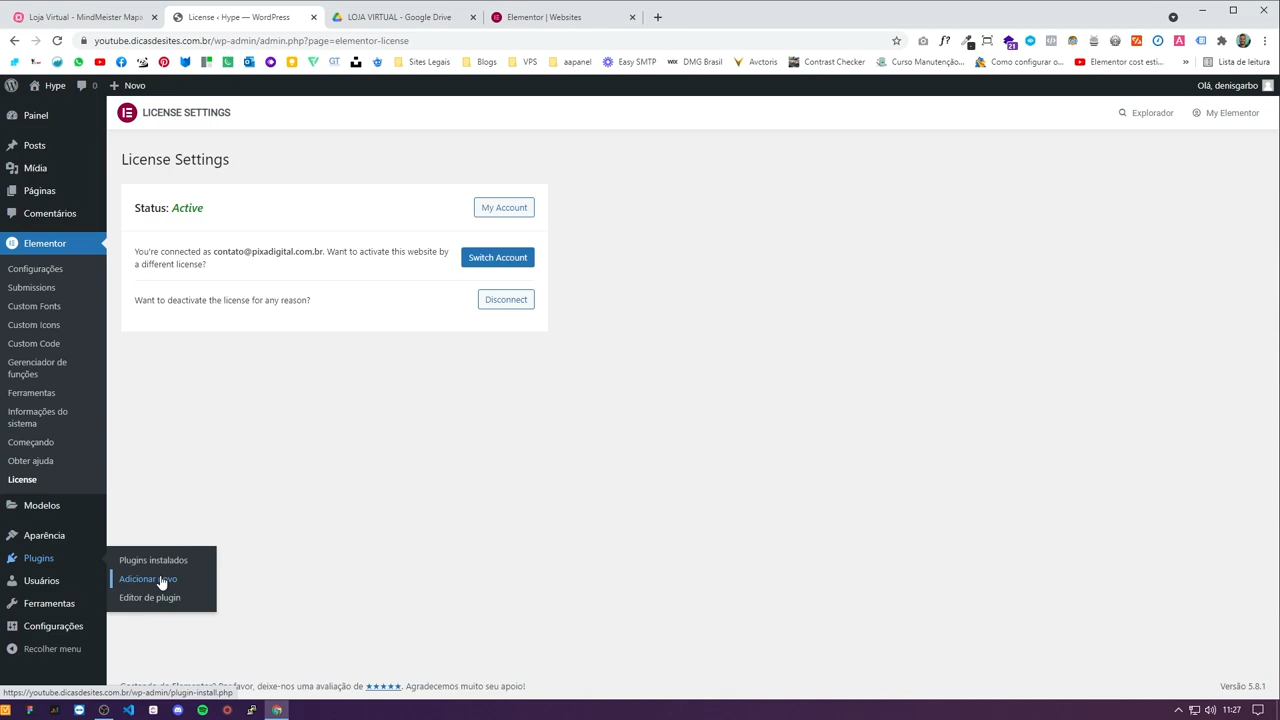 Loja Virtual - MindMeister Mapa
License ‹ Hype — WordPress
LOJA VIRTUAL - Google Drive
Elementor | Websites
youtube.dicasdesites.com.br/wp-admin/admin.php?page=elementor-license
Sites Legais
Blogs
VPS
aapanel
Easy SMTP
DMG Brasil
Avctoris
Contrast Checker
Curso Manutenção...
Como configurar o...
Elementor cost esti...
Lista de leitura
Hype
0
Novo
Olá, denisgarbo
LICENSE SETTINGS
Explorador
My Elementor
Painel
Posts
Mídia
Páginas
Comentários
Elementor
Configurações
Submissions
Custom Fonts
Custom Icons
Custom Code
Gerenciador de
funções
Ferramentas
Informações do
sistema
Começando
Obter ajuda
License
Modelos
Aparência
Plugins
Usuários
Ferramentas
Configurações
Recolher menu
License Settings
Status: Active
My Account
You're connected as contato@pixadigital.com.br. Want to activate this website by
a different license?
Switch Account
Want to deactivate the license for any reason?
Disconnect
Plugins instalados
Adicionar
Editor de plugin
favor, deixe-nos uma avaliação de ★★★★★. Agradecemos muito seu apoio!
Versão 5.8.1
https://youtube.dicasdesites.com.br/wp-admin/plugin-install.php
11:27